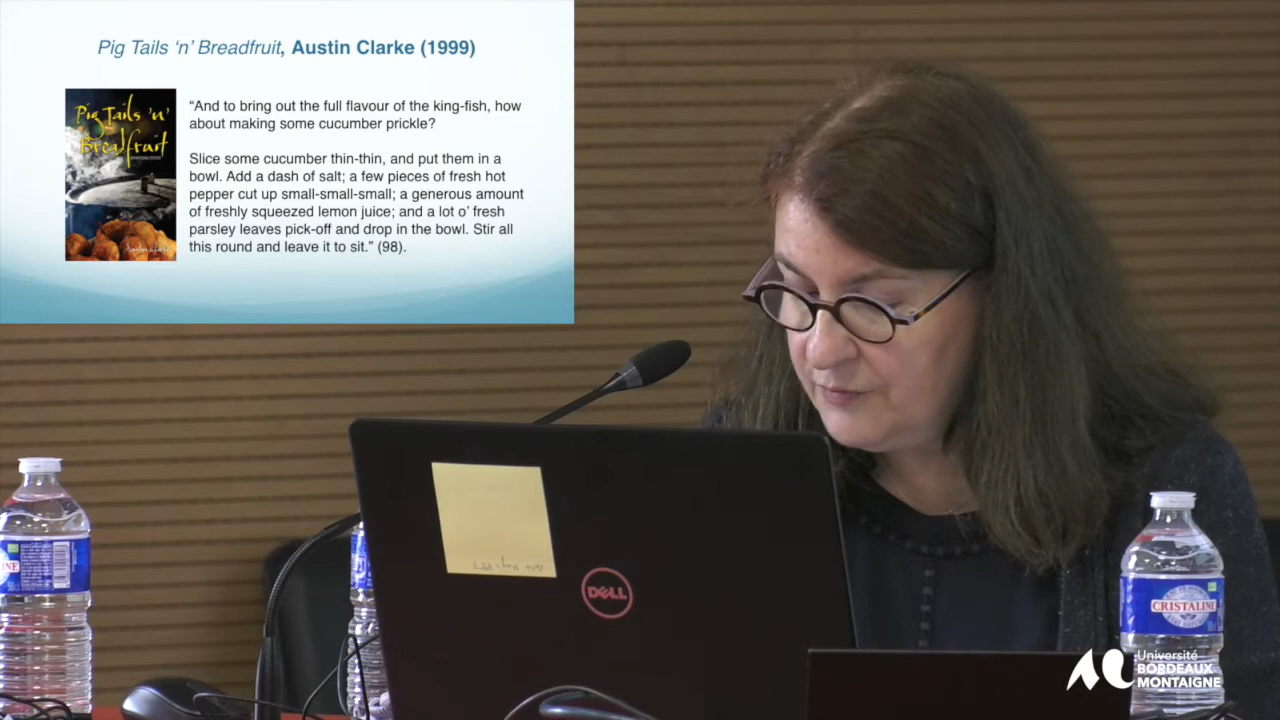 Pig Tails ‘n’ Breadfruit, Austin Clarke (1999)
Pig Tails 'n'
Breadfruit
Austin Clarke
“And to bring out the full flavour of the king-fish, how
about making some cucumber prickle?
Slice some cucumber thin-thin, and put them in a
bowl. Add a dash of salt; a few pieces of fresh hot
pepper cut up small-small-small; a generous amount
of freshly squeezed lemon juice; and a lot o’ fresh
parsley leaves pick-off and drop in the bowl. Stir all
this round and leave it to sit.” (98).
DELL
INE
CRISTALINE
Université
BORDEAUX
MONTAIGNE